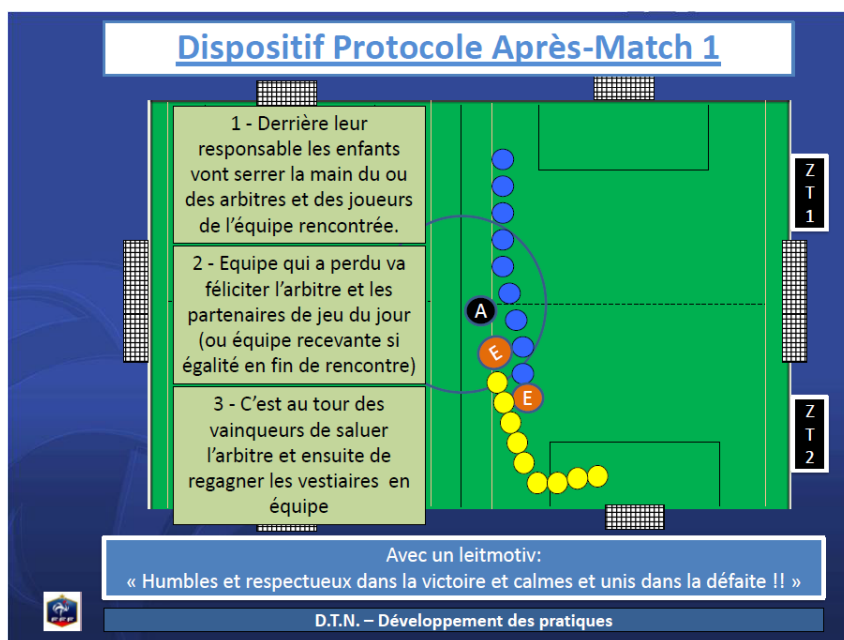 Dispositif Protocole Après-Match 1
1 - Derrière leur
responsable les enfants
vont serrer la main du ou
des arbitres et des joueurs
de l'équipe rencontrée.
2 - Equipe qui a perdu va
féliciter l'arbitre et les
partenaires de jeu du jour
(ou équipe recevante si
égalité en fin de rencontre)
3 - C'est au tour des
vainqueurs de saluer
l'arbitre et ensuite de
regagner les vestiaires en
équipe
A
E
E
Z
T
1
Z
T
2
Avec un leitmotiv:
« Humbles et respectueux dans la victoire et calmes et unis dans la défaite !! »
FFF
D.T.N. – Développement des pratiques